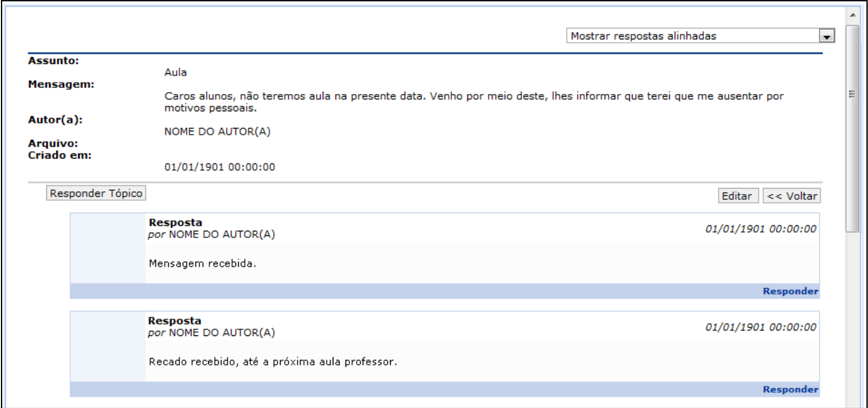 Mostrar respostas alinhadas
Assunto:
Aula
Mensagem:
Caros alunos, não teremos aula na presente data. Venho por meio deste, lhes informar que terei que me ausentar por
motivos pessoais.
Autor(a):
NOME DO AUTOR(A)
Arquivo:
Criado em:
01/01/1901 00:00:00
Responder Tópico
Editar
<< Voltar
Resposta
por NOME DO AUTOR(A)
01/01/1901 00:00:00
Mensagem recebida.
Responder
Resposta
por NOME DO AUTOR(A)
01/01/1901 00:00:00
Recado recebido, até a próxima aula professor.
Responder